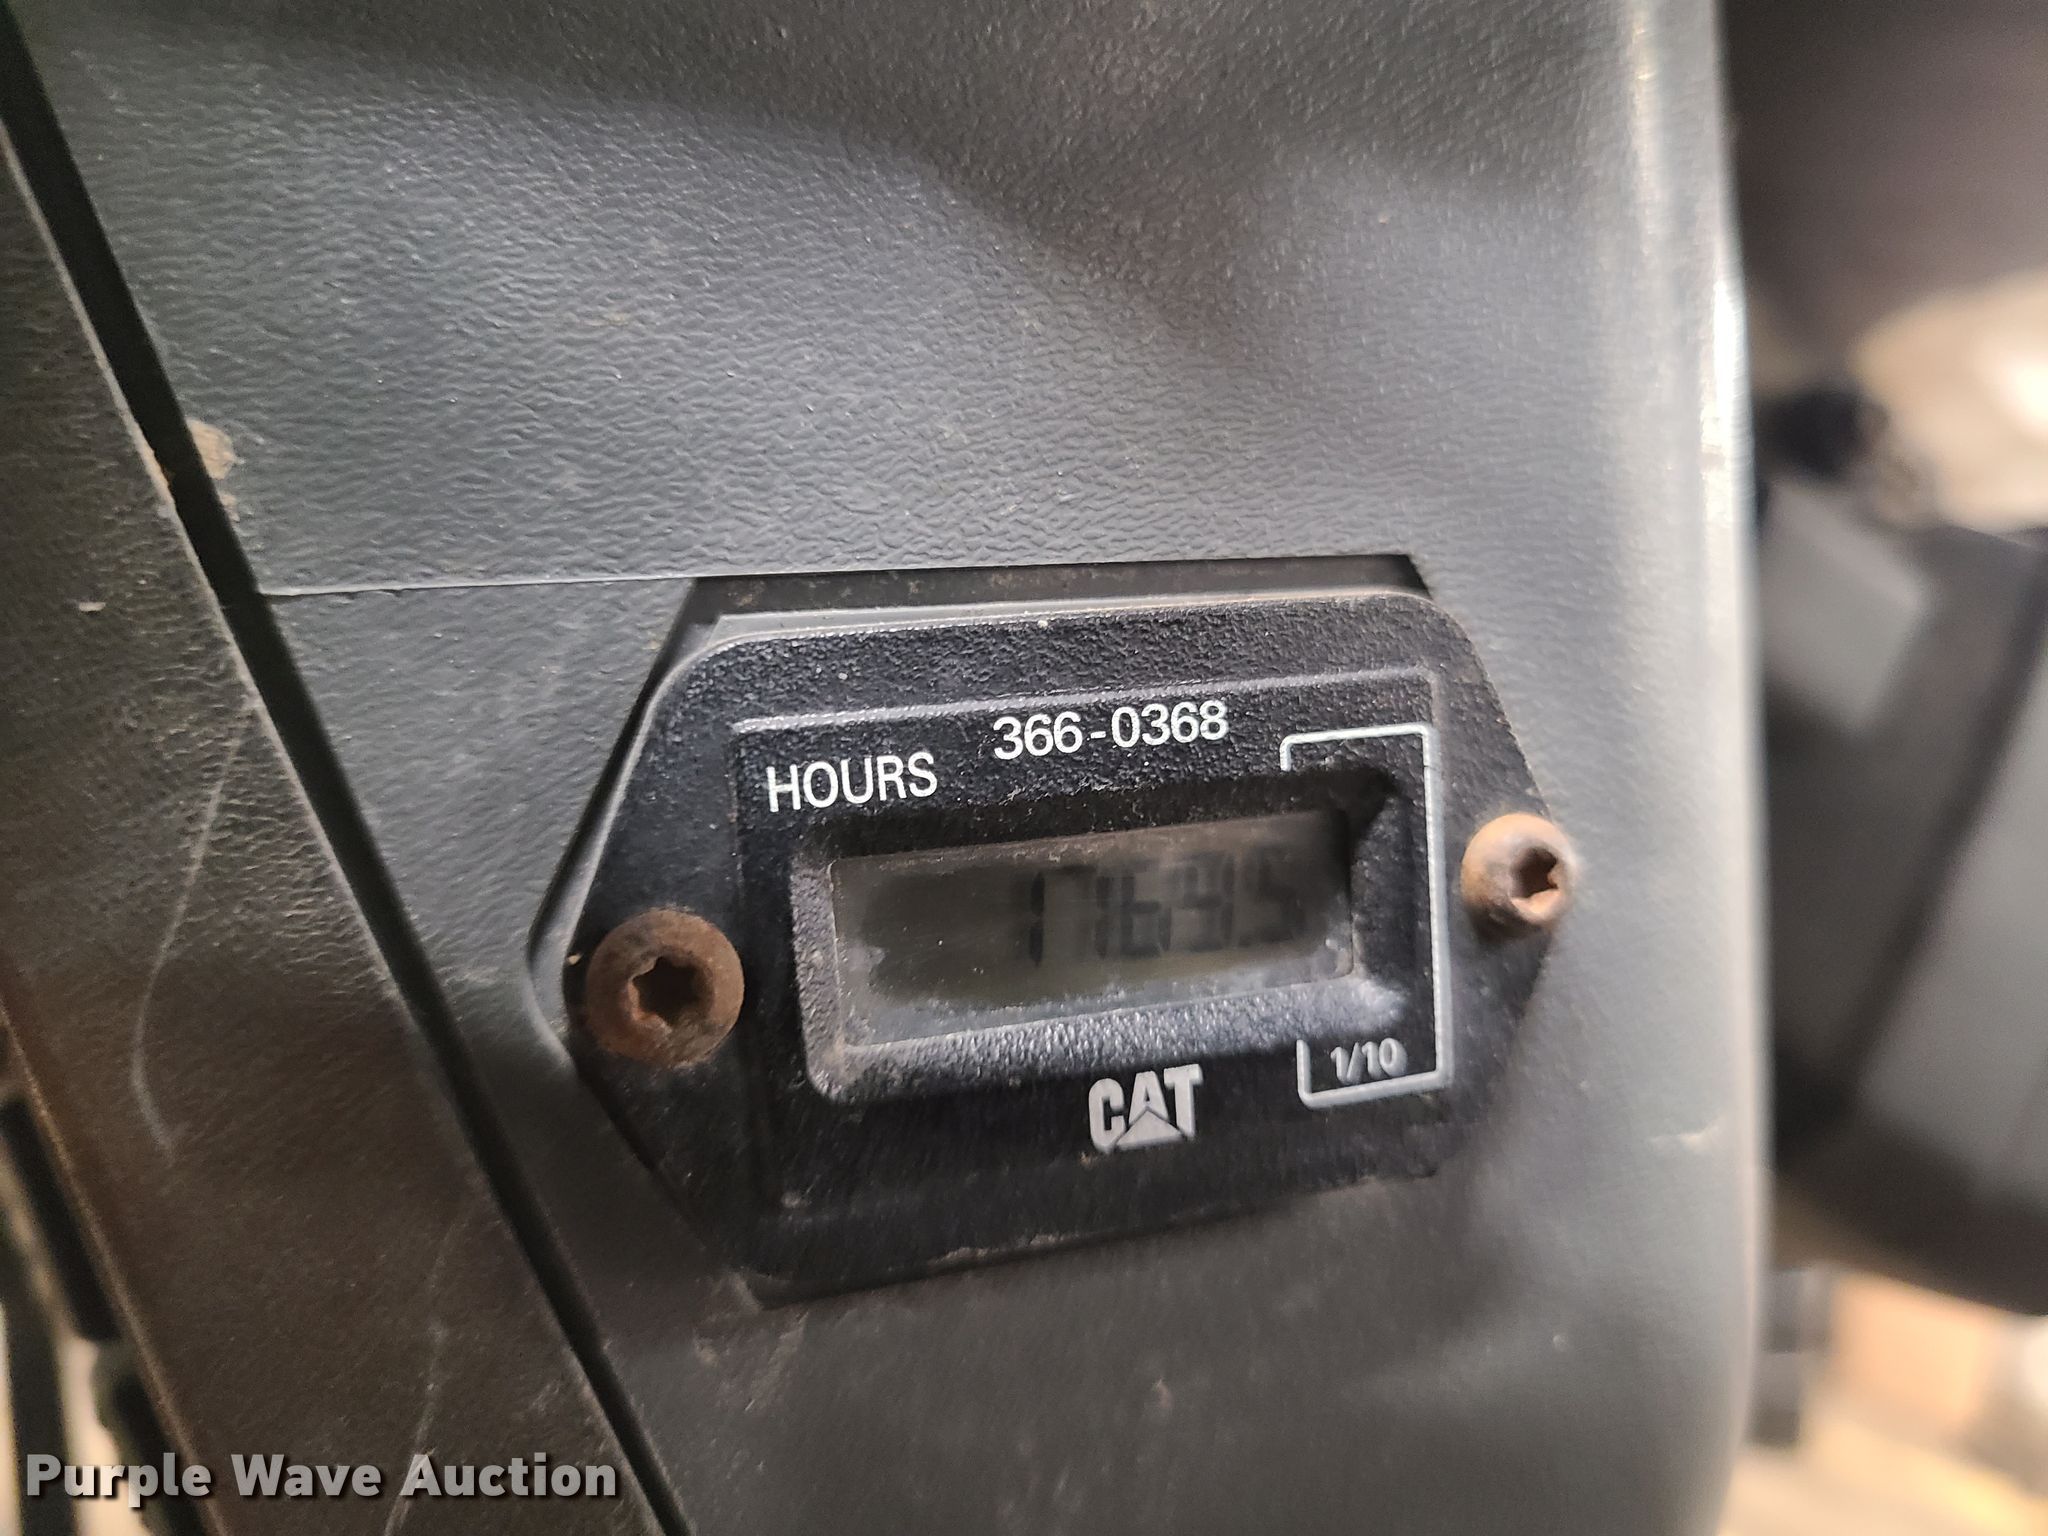 366-0368
HOURS
1/10
CAT
Purple Wave Auction